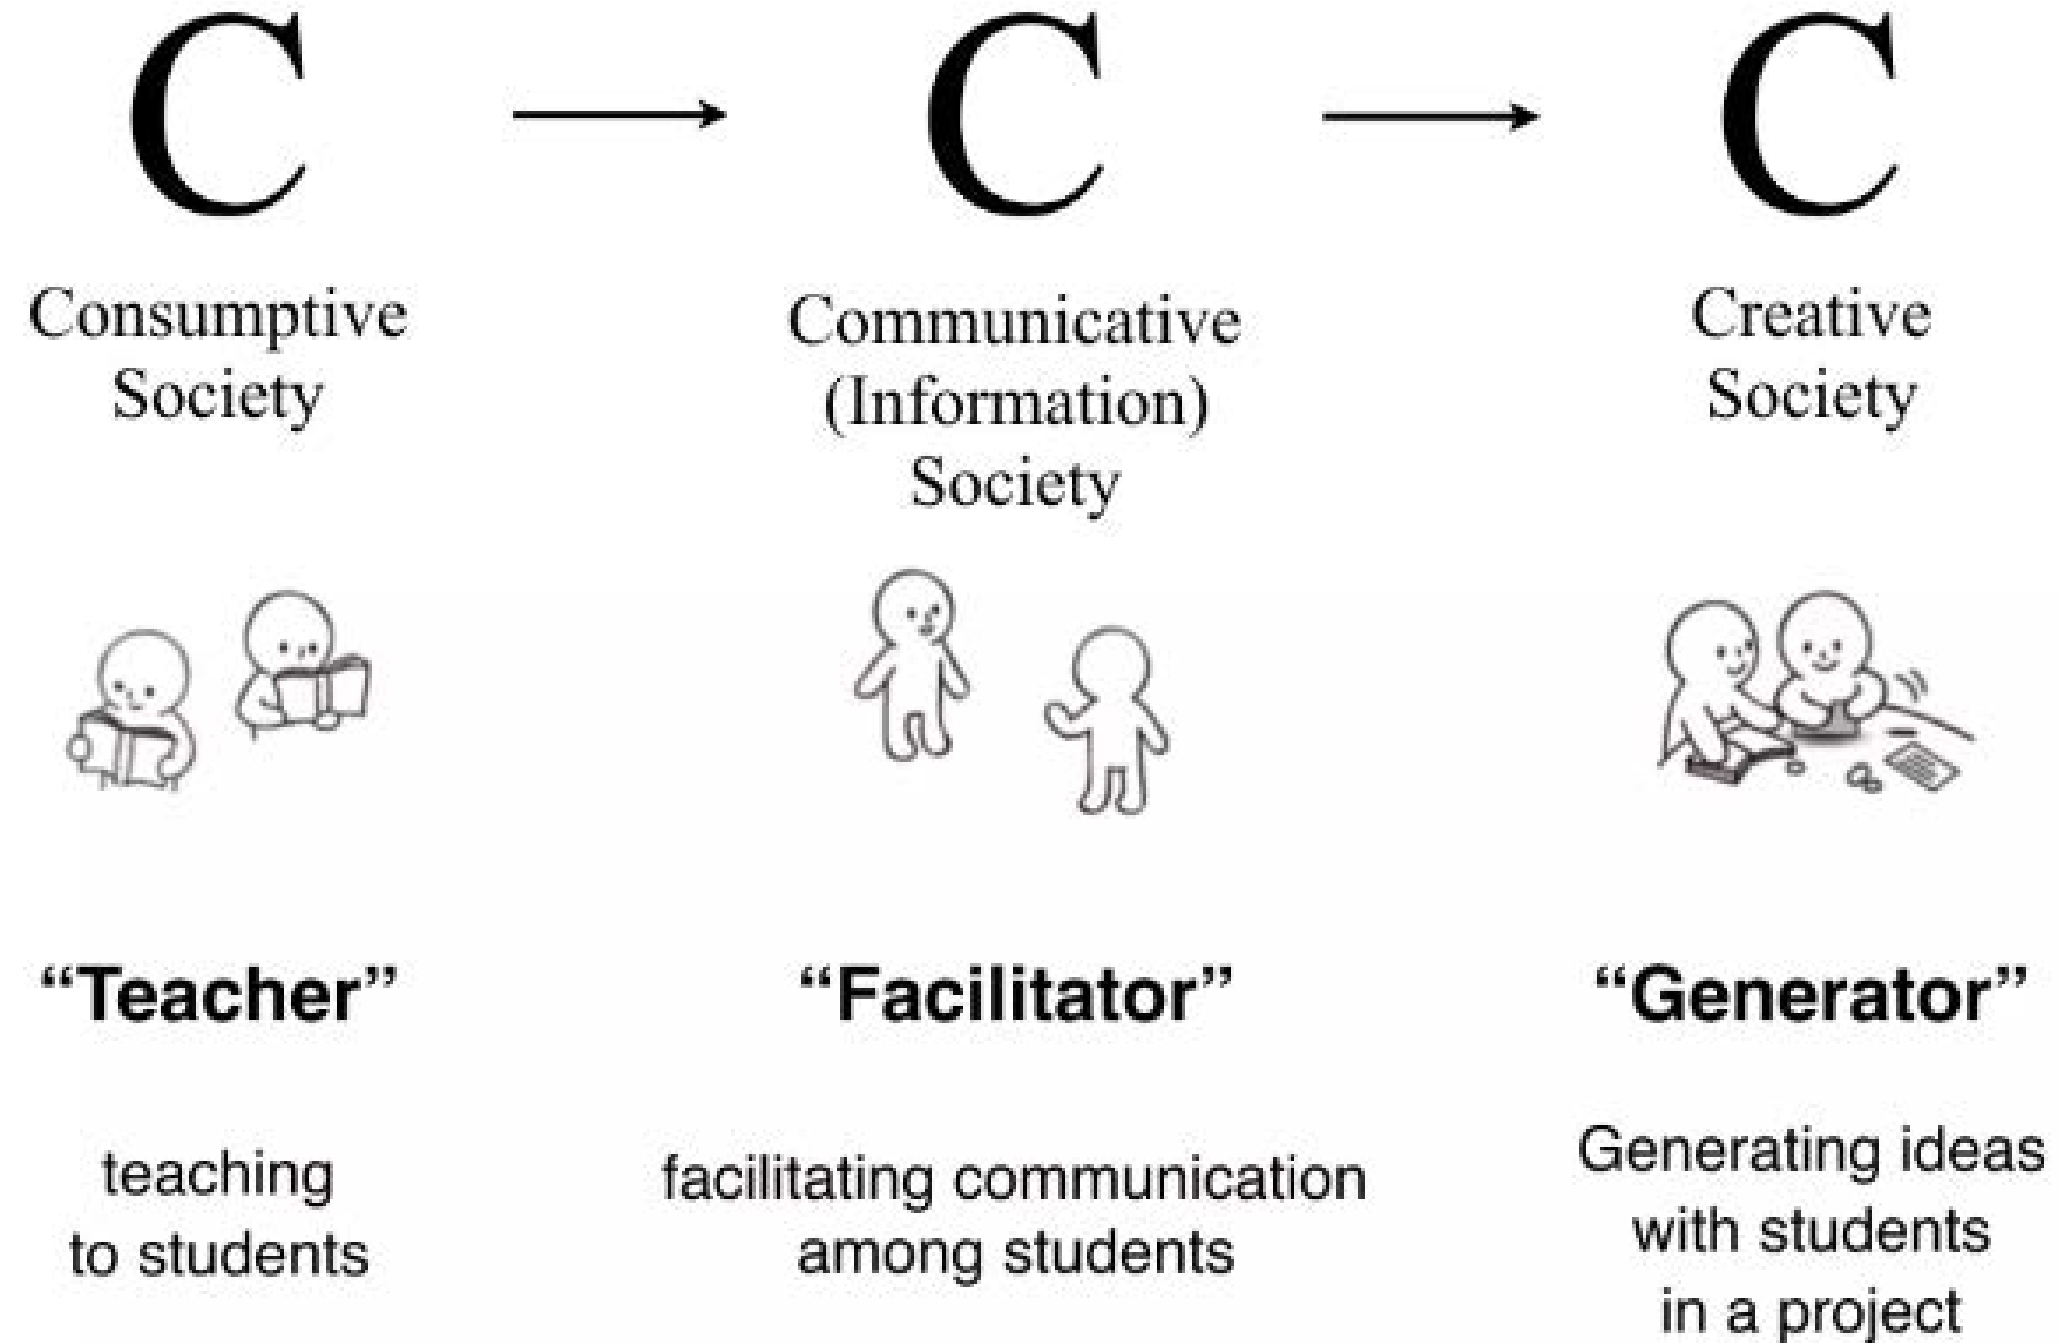 C
Consumptive
Society
“Teacher”
teaching
to students
C
Communicative
(Information)
Society
“Facilitator”
facilitating communication
among students
C
Creative
Society
“Generator”
Generating ideas
with students
in a project